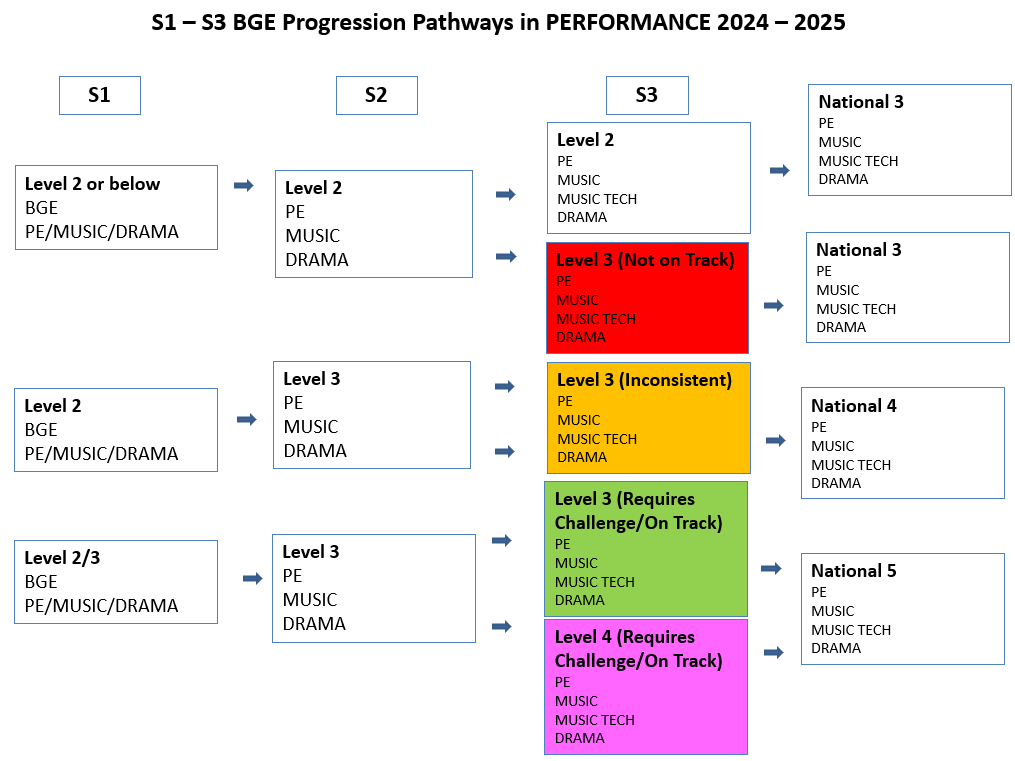 S1 – S3 BGE Progression Pathways in PERFORMANCE 2024 – 2025
S1
S2
S3
Level 2 or below
BGE
PE/MUSIC/DRAMA
Level 2
PE
MUSIC
DRAMA
Level 2
PE
MUSIC
MUSIC TECH
DRAMA
National 3
PE
MUSIC
MUSIC TECH
DRAMA
Level 3 (Not on Track)
PE
MUSIC
MUSIC TECH
DRAMA
National 3
PE
MUSIC
MUSIC TECH
DRAMA
Level 2
BGE
PE/MUSIC/DRAMA
Level 3
PE
MUSIC
DRAMA
Level 3 (Inconsistent)
PE
MUSIC
MUSIC TECH
DRAMA
National 4
PE
MUSIC
MUSIC TECH
DRAMA
Level 2/3
BGE
PE/MUSIC/DRAMA
Level 3
PE
MUSIC
DRAMA
Level 3 (Requires
Challenge/On Track)
PE
MUSIC
MUSIC TECH
DRAMA
Level 4 (Requires
Challenge/On Track)
PE
MUSIC
MUSIC TECH
DRAMA
National 5
PE
MUSIC
MUSIC TECH
DRAMA